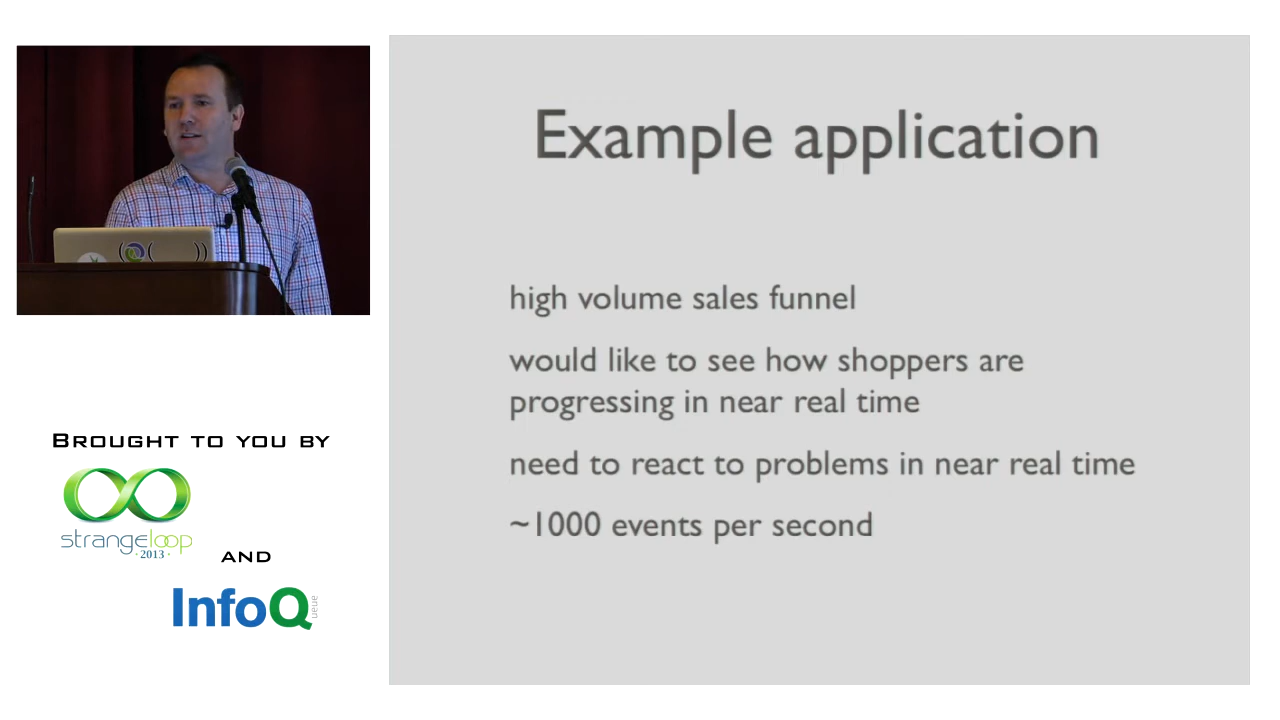 Example application
high volume sales funnel
would like to see how shoppers are
progressing in near real time
need to react to problems in near real time
~1000 events per second
BROUGHT TO YOU BY
strangeloop
· 2013 ·
AND
InfoQ
queue